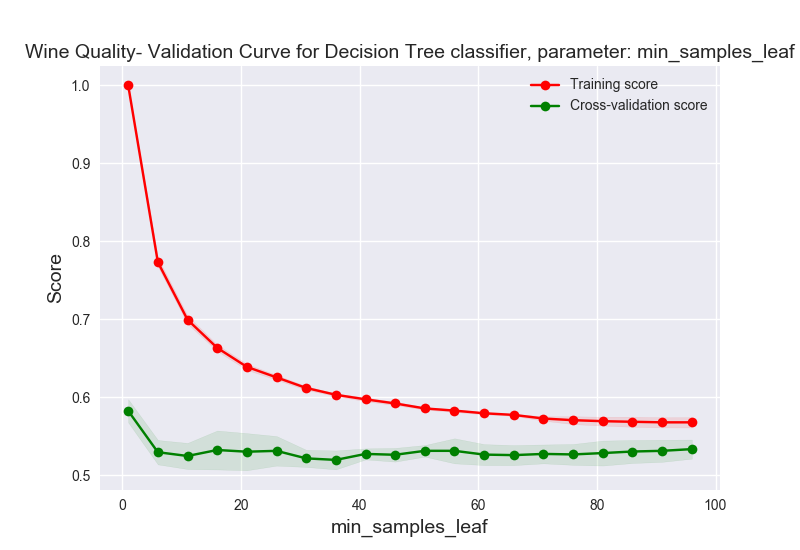 Wine Quality- Validation Curve for Decision Tree classifier, parameter: min_samples_leaf
Training score
Cross-validation score
1.0
0.9
0.8
0.7
0.6
0.5
Score
0 20 40 60 80 100
min_samples_leaf